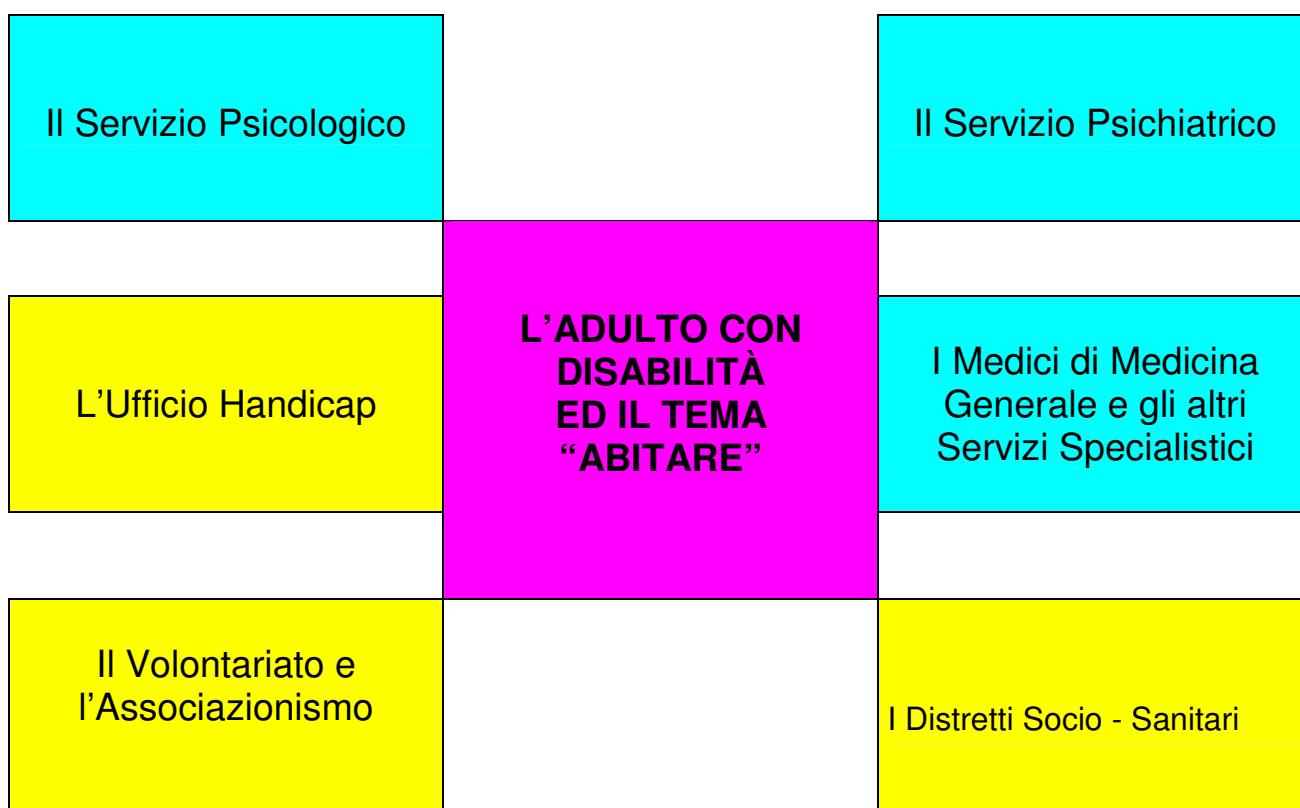 Il Servizio Psicologico
Il Servizio Psichiatrico
L’ADULTO CON
DISABILITÀ
ED IL TEMA
“ABITARE”
L’Ufficio Handicap
I Medici di Medicina
Generale e gli altri
Servizi Specialistici
Il Volontariato e
l’Associazionismo
I Distretti Socio - Sanitari